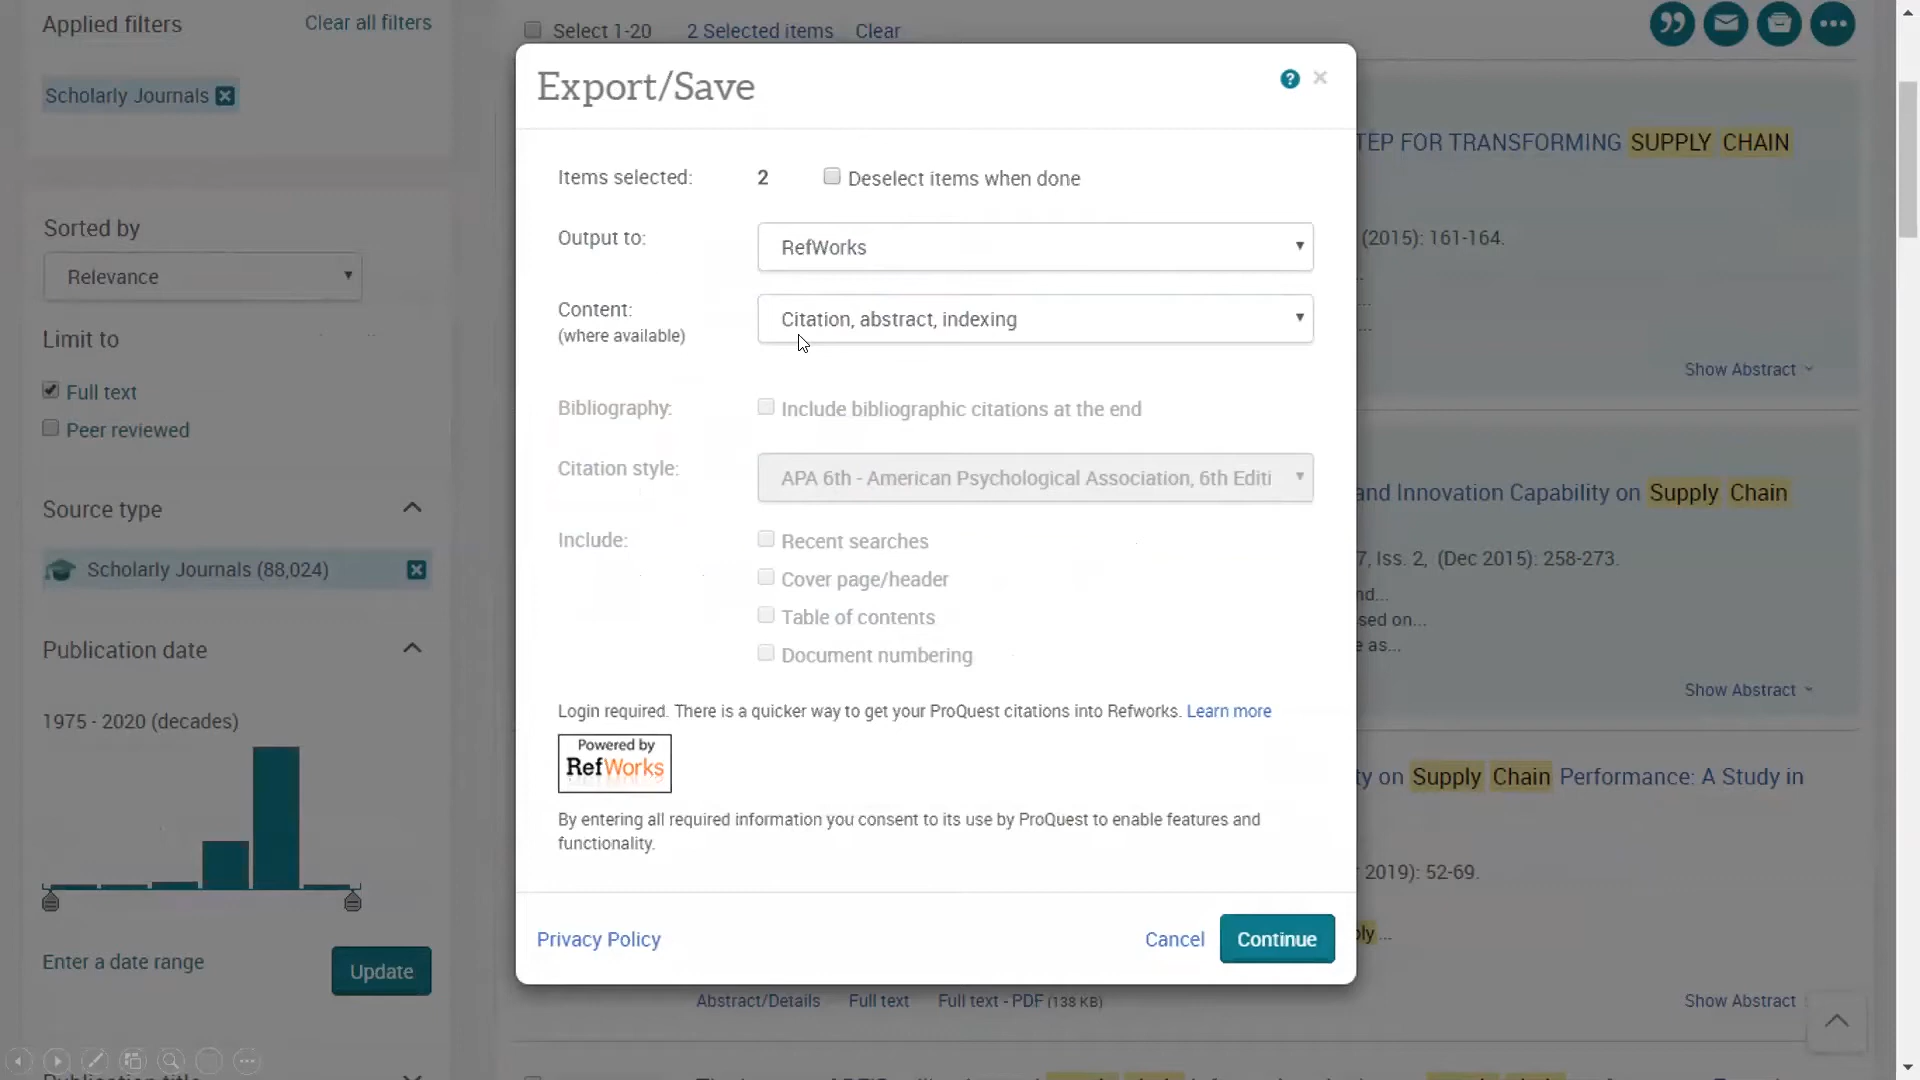 Applied filters
Clear all filters
Scholarly Journals
Sorted by
Relevance
Limit to
Full text
Peer reviewed
Source type
Scholarly Journals (88,024)
Publication date
1975 - 2020 (decades)
Enter a date range
Update
Publication title
Select 1-20
2 Selected items
Clear
TEP FOR TRANSFORMING SUPPLY CHAIN
(2015): 161-164.
Show Abstract
and Innovation Capability on Supply Chain
7, Iss. 2, (Dec 2015): 258-273.
nd...
sed on...
e as...
Show Abstract
ty on Supply Chain Performance: A Study in
2019): 52-69.
ply...
Abstract/Details
Full text
Full text - PDF (138 KB)
Show Abstract
Export/Save
?
Items selected:
2
Deselect items when done
Output to:
RefWorks
Content:
(where available)
Citation, abstract, indexing
Bibliography:
Include bibliographic citations at the end
Citation style:
APA 6th - American Psychological Association, 6th Editi
Include:
Recent searches
Cover page/header
Table of contents
Document numbering
Login required. There is a quicker way to get your ProQuest citations into Refworks. Learn more
Powered by
RefWorks
By entering all required information you consent to its use by ProQuest to enable features and
functionality.
Privacy Policy
Cancel
Continue